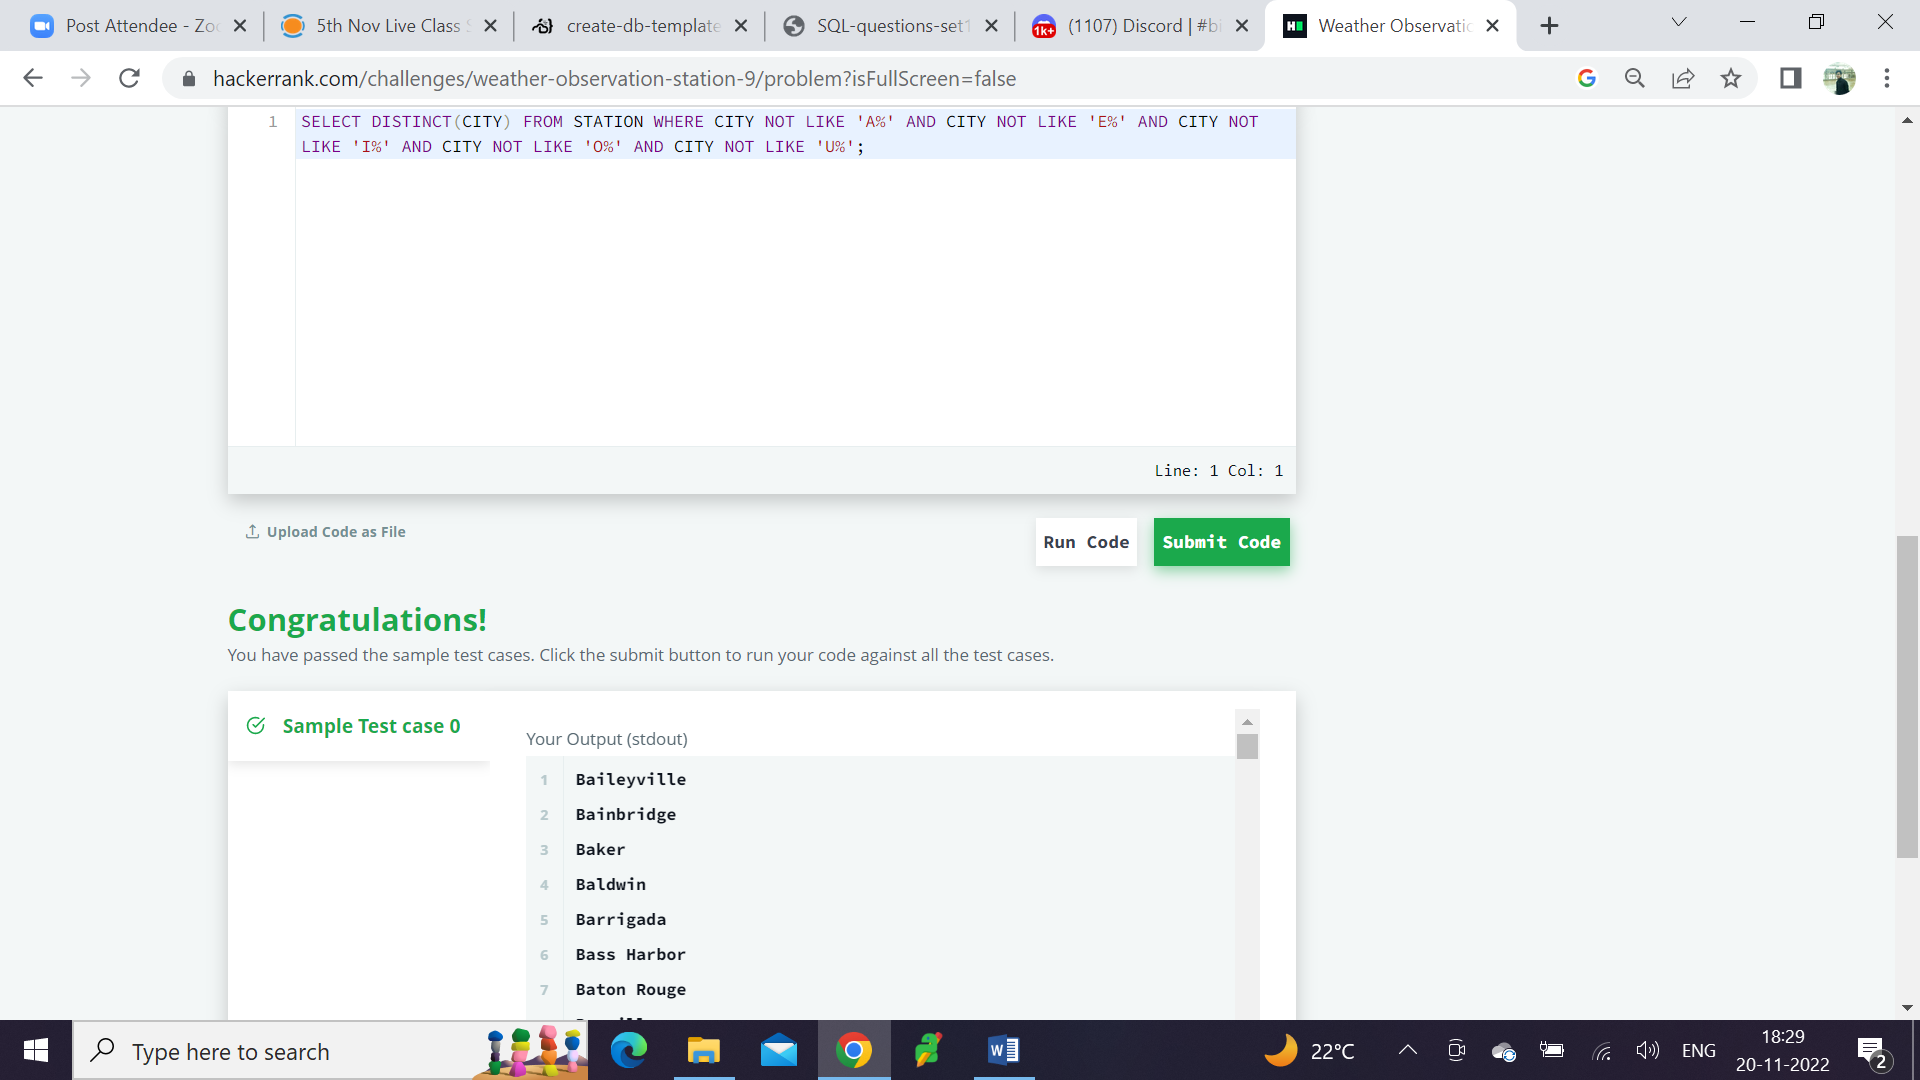 Post Attendee - Zo
5th Nov Live Class
create-db-template
SQL-questions-set1
(1107) Discord | #bi
Weather Observatic
hackerrank.com/challenges/weather-observation-station-9/problem?isFullScreen=false
1 SELECT DISTINCT(CITY) FROM STATION WHERE CITY NOT LIKE 'A%' AND CITY NOT LIKE 'E%' AND CITY NOT
LIKE 'I%' AND CITY NOT LIKE 'O%' AND CITY NOT LIKE 'U%';
Line: 1 Col: 1
Upload Code as File
Run Code
Submit Code
Congratulations!
You have passed the sample test cases. Click the submit button to run your code against all the test cases.
Sample Test case 0
Your Output (stdout)
1 Baileyville
2 Bainbridge
3 Baker
4 Baldwin
5 Barrigada
6 Bass Harbor
7 Baton Rouge
Type here to search
22°C
ENG
18:29
20-11-2022
2